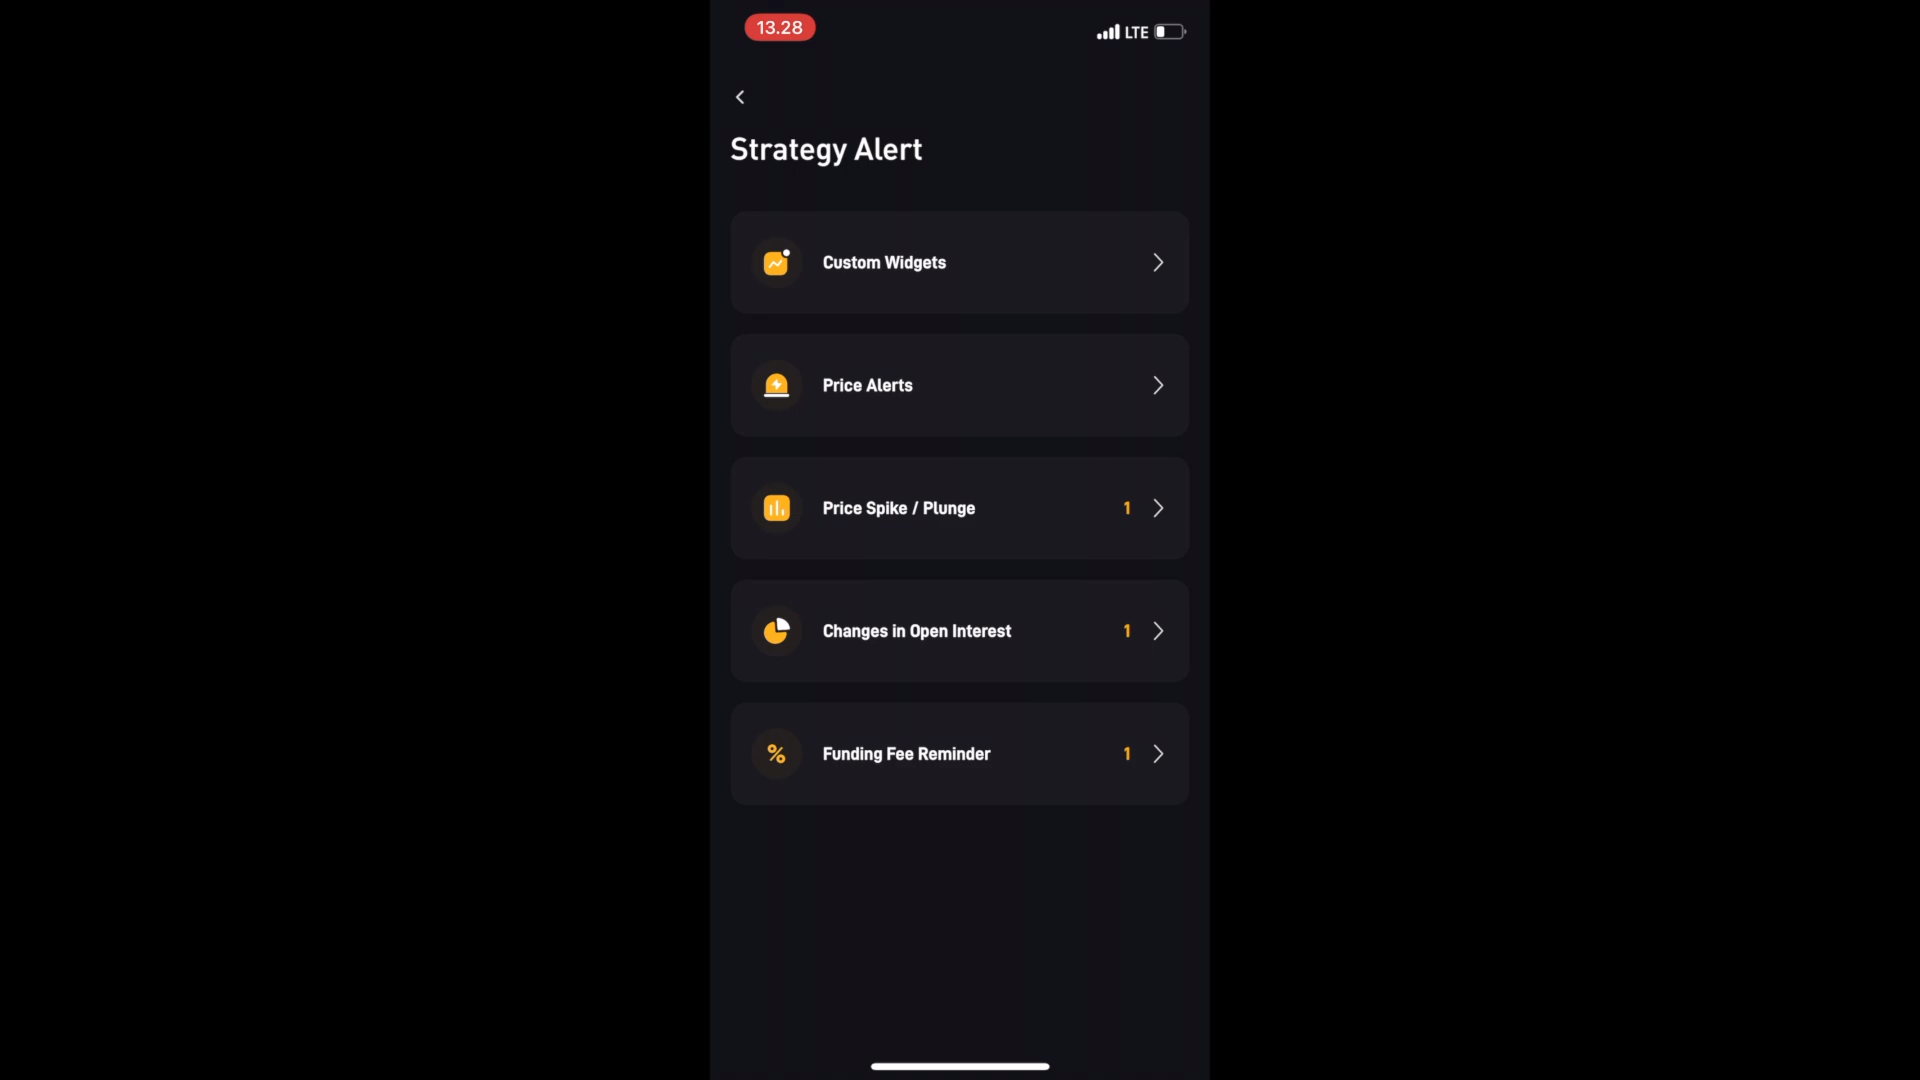 13.28
LTE
Strategy Alert
Custom Widgets
Price Alerts
Price Spike / Plunge 1
Changes in Open Interest 1
% Funding Fee Reminder 1